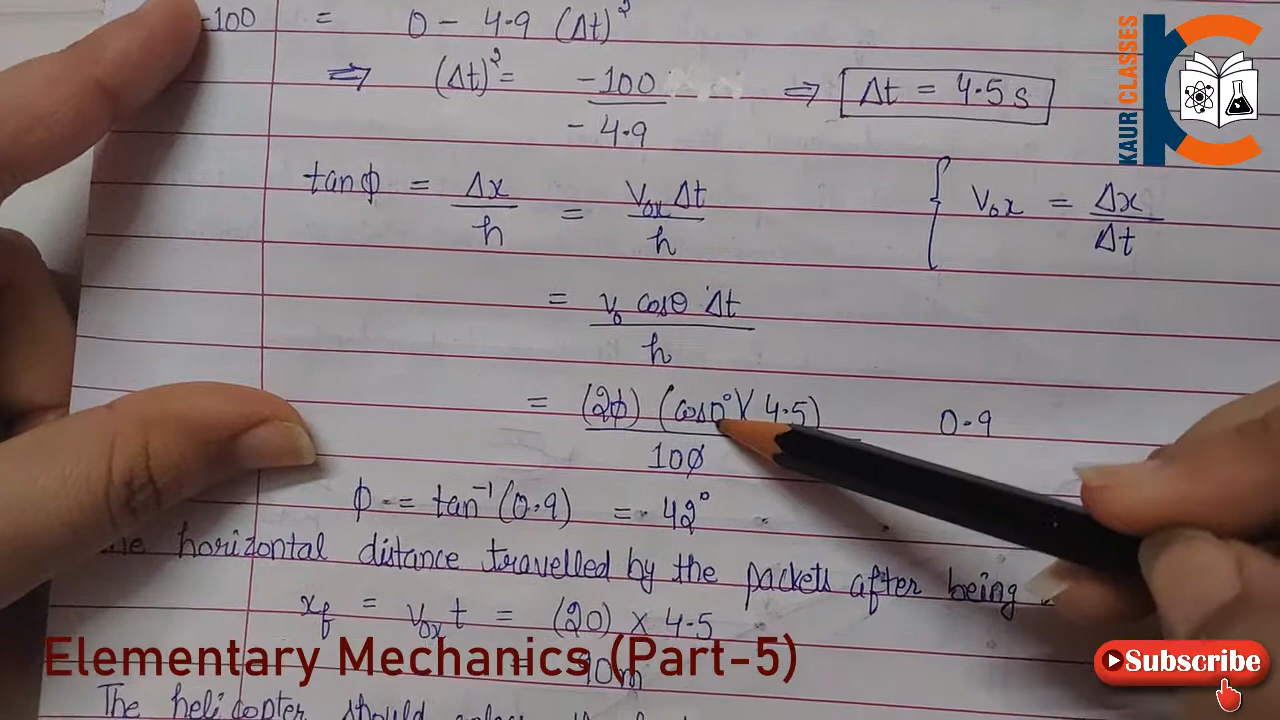 -100 = 0 - 4.9 (Δt)²
⇒ (Δt)² = -100 / -4.9 ⇒ Δt = 4.5 s
tanϕ = Δx / h = V₀ₓ Δt / h { V₀ₓ = Δx / Δt
= v₀ cosθ Δt / h
= (20) (cos0°)(4.5) / 100 0.9
ϕ = tan⁻¹(0.9) = 42°
horizontal distance travelled by the packets after being
x_f = v₀ₓ t = (20) × 4.5
= 90m
The helicopter should
KAUR CLASSES
Elementary Mechanics (Part-5)
Subscribe